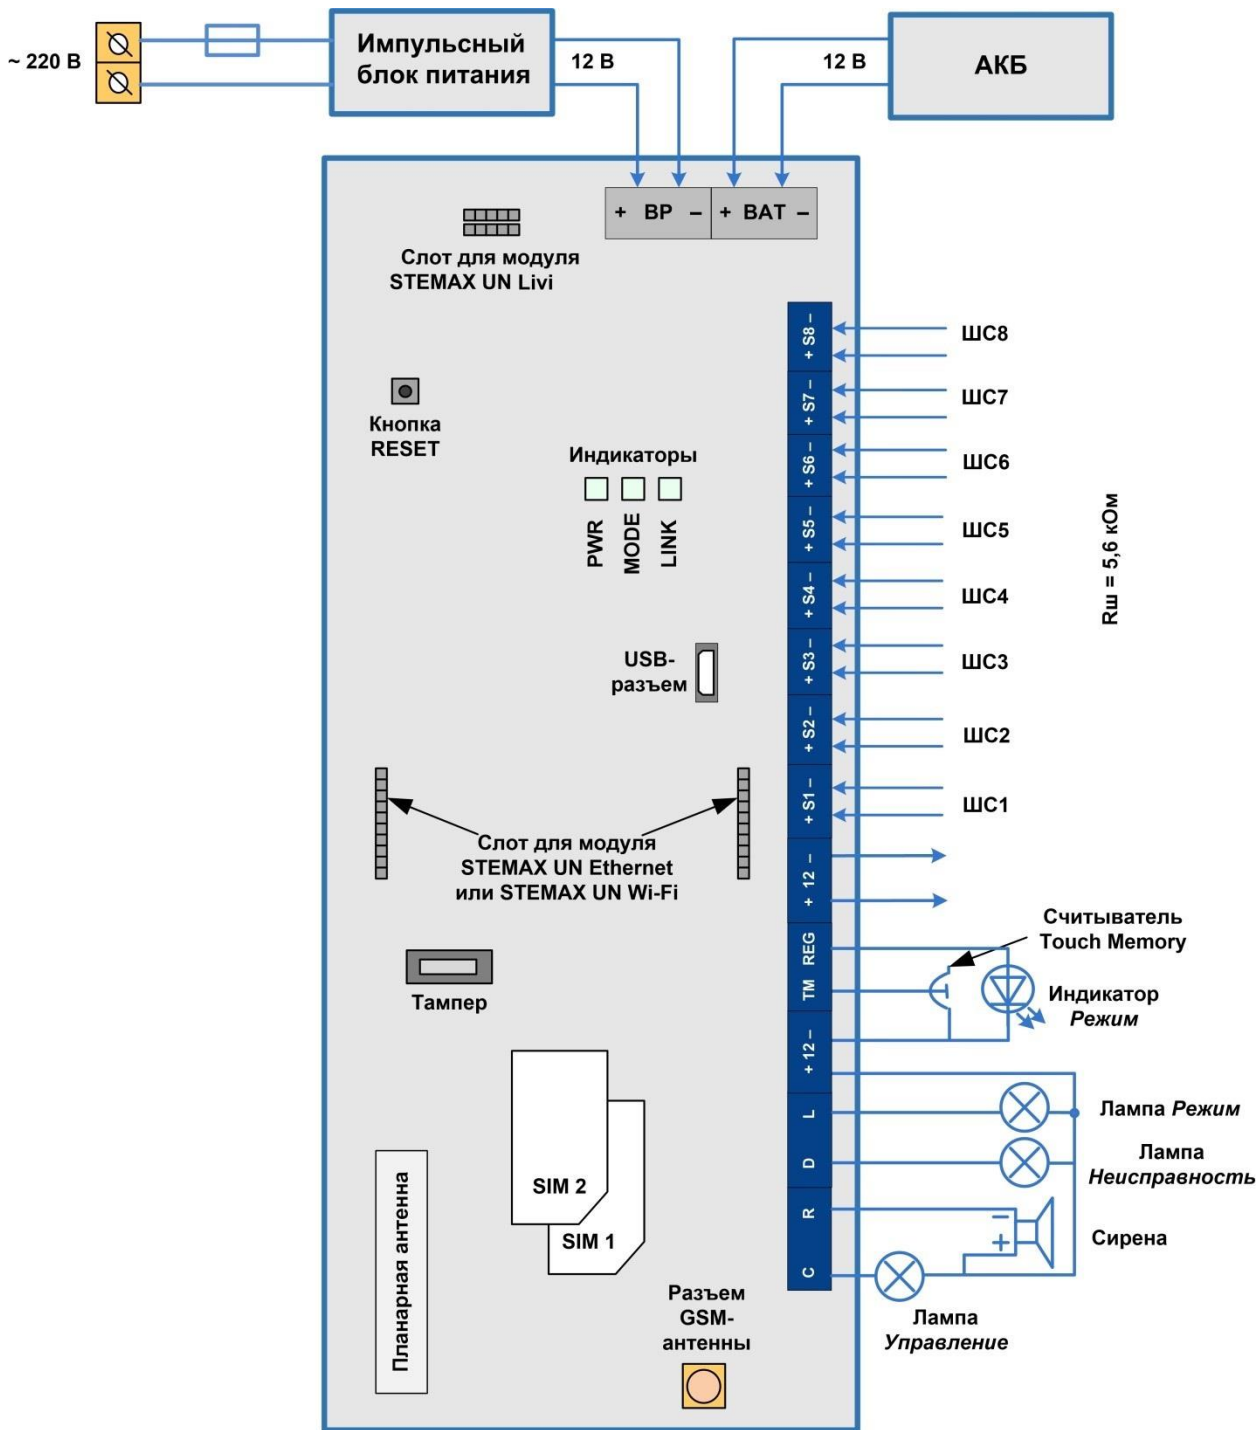 ~ 220 В
Импульсный
блок питания
12 В
12 В
АКБ
+ BP –
+ BAT –
Слот для модуля
STEMAX UN Livi
+ S8 –
ШС8
+ S7 –
ШС7
Кнопка
RESET
Индикаторы
+ S6 –
ШС6
PWR
MODE
LINK
+ S5 –
ШС5
Rш = 5,6 кОм
+ S4 –
ШС4
USB-
разъем
+ S3 –
ШС3
+ S2 –
ШС2
+ S1 –
ШС1
Слот для модуля
STEMAX UN Ethernet
или STEMAX UN Wi-Fi
+ 12 –
Считыватель
Touch Memory
REG
TM
Индикатор
Режим
Тампер
+ 12 –
L
Лампа Режим
D
Лампа
Неисправность
SIM 2
SIM 1
R
– +
Сирена
C
Лампа
Управление
Планарная антенна
Разъем
GSM-
антенны